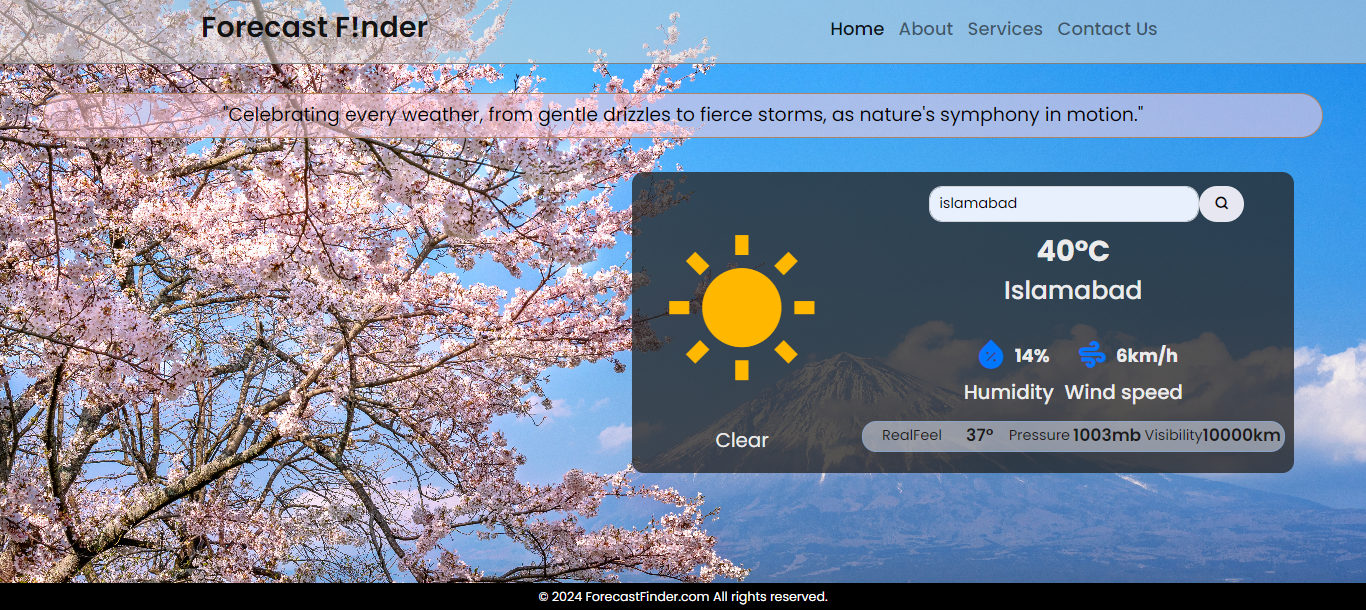 Forecast F!nder
Home About Services Contact Us
"Celebrating every weather, from gentle drizzles to fierce storms, as nature's symphony in motion."
islamabad
40°C
Islamabad
14% 6km/h
Humidity Wind speed
Clear
RealFeel 37° Pressure 1003mb Visibility 10000km
© 2024 ForecastFinder.com All rights reserved.